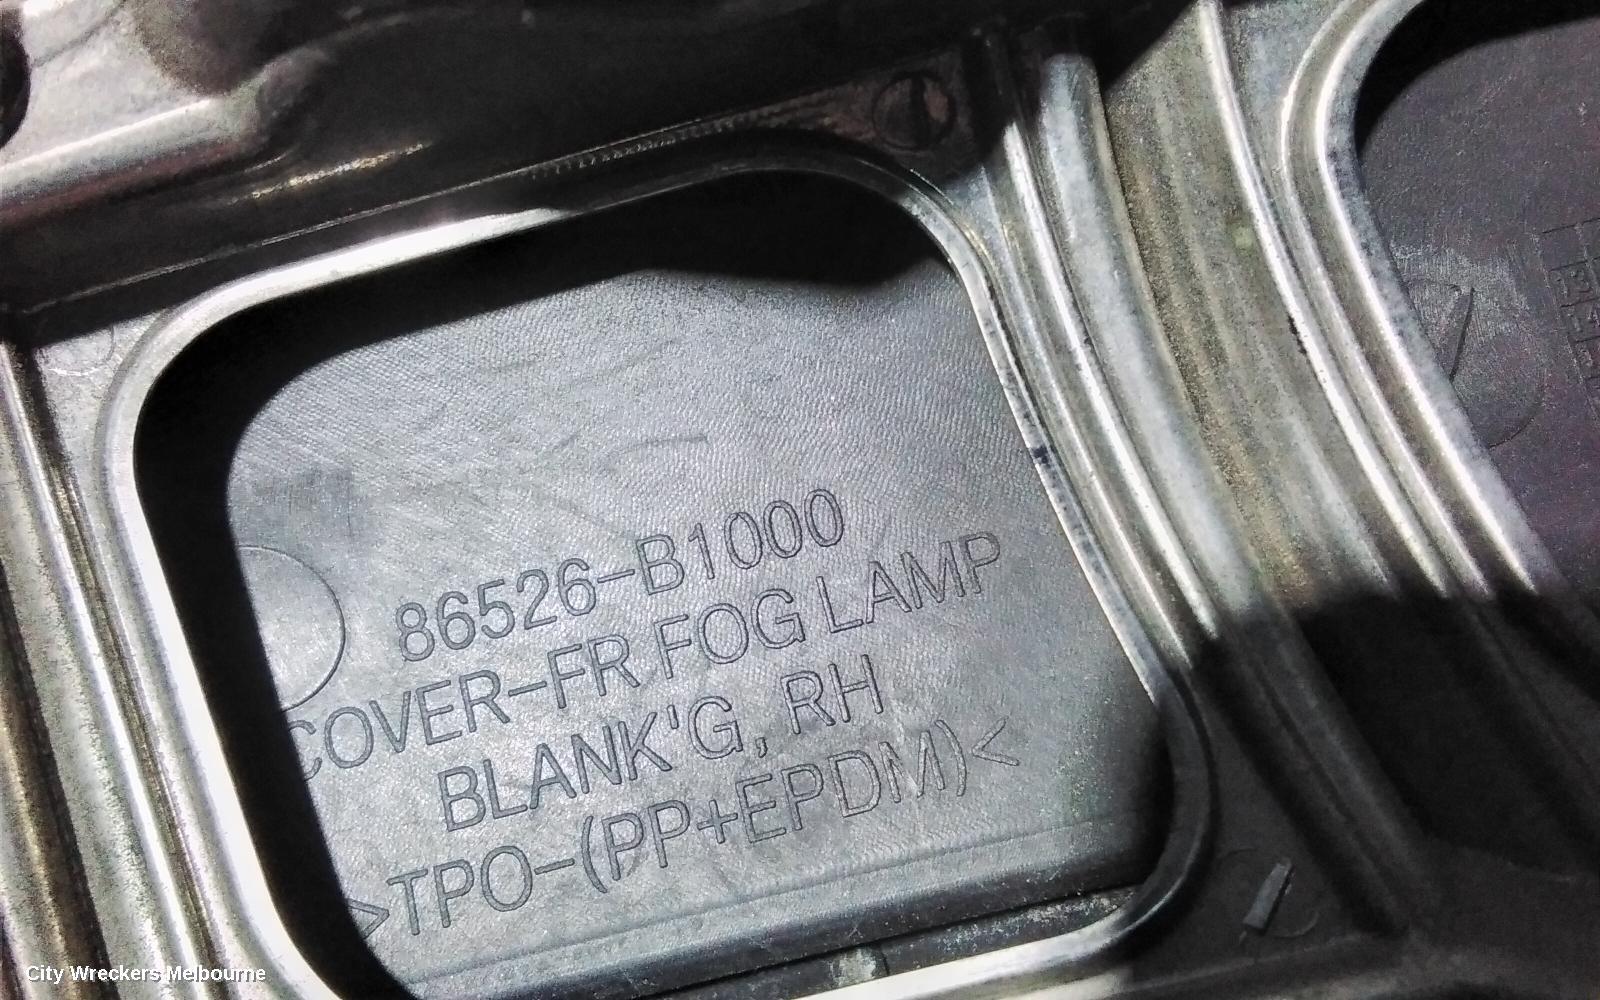 86526-B1000
COVER-FR FOG LAMP
BLANK'G, RH
>TPO-(PP+EPDM)<
City Wreckers Melbourne